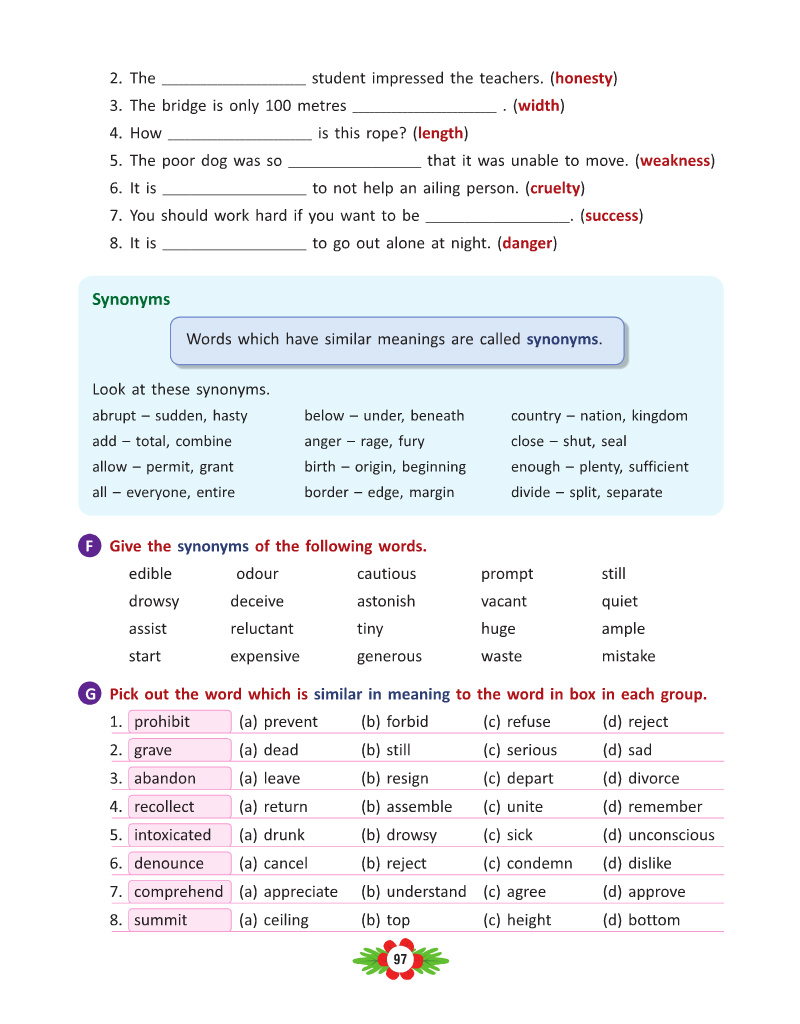 2. The ___________________ student impressed the teachers. (honesty)
3. The bridge is only 100 metres ___________________ . (width)
4. How ___________________ is this rope? (length)
5. The poor dog was so _________________ that it was unable to move. (weakness)
6. It is ___________________ to not help an ailing person. (cruelty)
7. You should work hard if you want to be ___________________. (success)
8. It is ___________________ to go out alone at night. (danger)
Synonyms
Words which have similar meanings are called synonyms.
Look at these synonyms.
abrupt – sudden, hasty below – under, beneath country – nation, kingdom
add – total, combine anger – rage, fury close – shut, seal
allow – permit, grant birth – origin, beginning enough – plenty, sufficient
all – everyone, entire border – edge, margin divide – split, separate
F Give the synonyms of the following words.
edible odour cautious prompt still
drowsy deceive astonish vacant quiet
assist reluctant tiny huge ample
start expensive generous waste mistake
G Pick out the word which is similar in meaning to the word in box in each group.
1. prohibit (a) prevent (b) forbid (c) refuse (d) reject
2. grave (a) dead (b) still (c) serious (d) sad
3. abandon (a) leave (b) resign (c) depart (d) divorce
4. recollect (a) return (b) assemble (c) unite (d) remember
5. intoxicated (a) drunk (b) drowsy (c) sick (d) unconscious
6. denounce (a) cancel (b) reject (c) condemn (d) dislike
7. comprehend (a) appreciate (b) understand (c) agree (d) approve
8. summit (a) ceiling (b) top (c) height (d) bottom
97